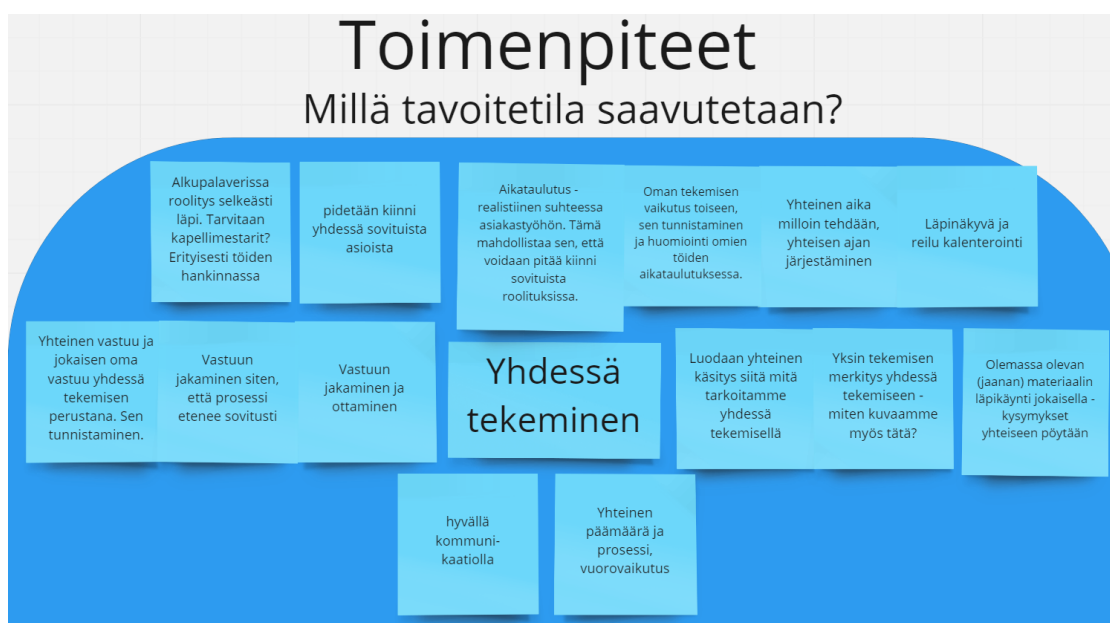 Toimenpiteet
Millä tavoitetila saavutetaan?
Alkupalaverissa
roolitys selkeästi
läpi. Tarvitaan
kapellimestarit?
Erityisesti töiden
hankinnassa
pidetään kiinni
yhdessä sovituista
asioista
Aikataulutus -
realistiinen suhteessa
asiakastyöhön. Tämä
mahdollistaa sen, että
voidaan pitää kiinni
sovituista
roolituksissa.
Oman tekemisen
vaikutus toiseen,
sen tunnistaminen
ja huomiointi omien
töiden
aikataulutuksessa.
Yhteinen aika
milloin tehdään,
yhteisen ajan
järjestäminen
Läpinäkyvä ja
reilu kalenterointi
Yhteinen vastuu ja
jokaisen oma
vastuu yhdessä
tekemisen
perustana. Sen
tunnistaminen.
Vastuun
jakaminen siten,
että prosessi
etenee sovitusti
Vastuun
jakaminen ja
ottaminen
Yhdessä
tekeminen
Luodaan yhteinen
käsitys siitä mitä
tarkoitamme
yhdessä
tekemisellä
Yksin tekemisen
merkitys yhdessä
tekemiseen -
miten kuvaamme
myös tätä?
Olemassa olevan
(jaanan) materiaalin
läpikäynti jokaisella -
kysymykset
yhteiseen pöytään
hyvällä
kommuni-
kaatiolla
Yhteinen
päämäärä ja
prosessi,
vuorovaikutus